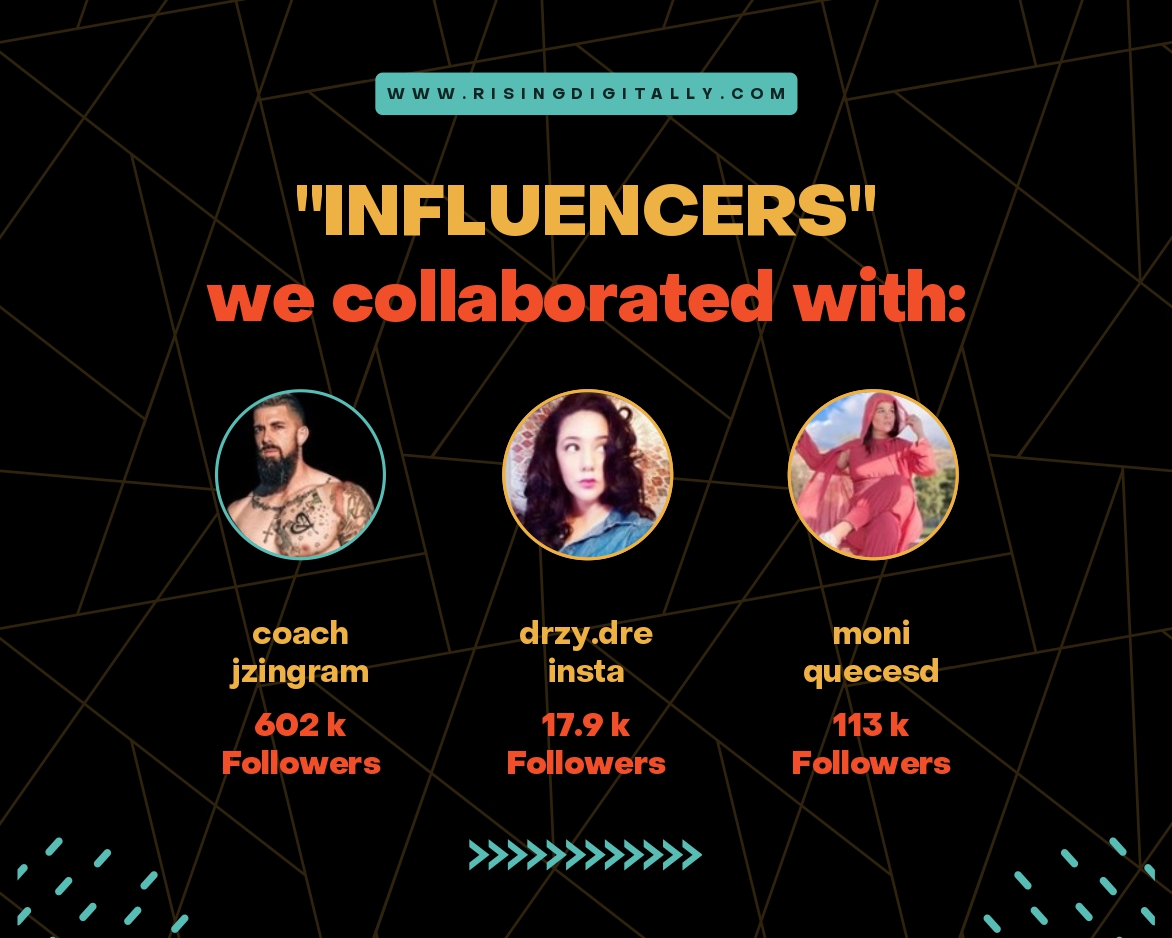 WWW.RISINGDIGITALLY.COM
"INFLUENCERS"
we collaborated with:
coach
jzingram
602 k
Followers
drzy.dre
insta
17.9 k
Followers
moni
quecesd
113 k
Followers